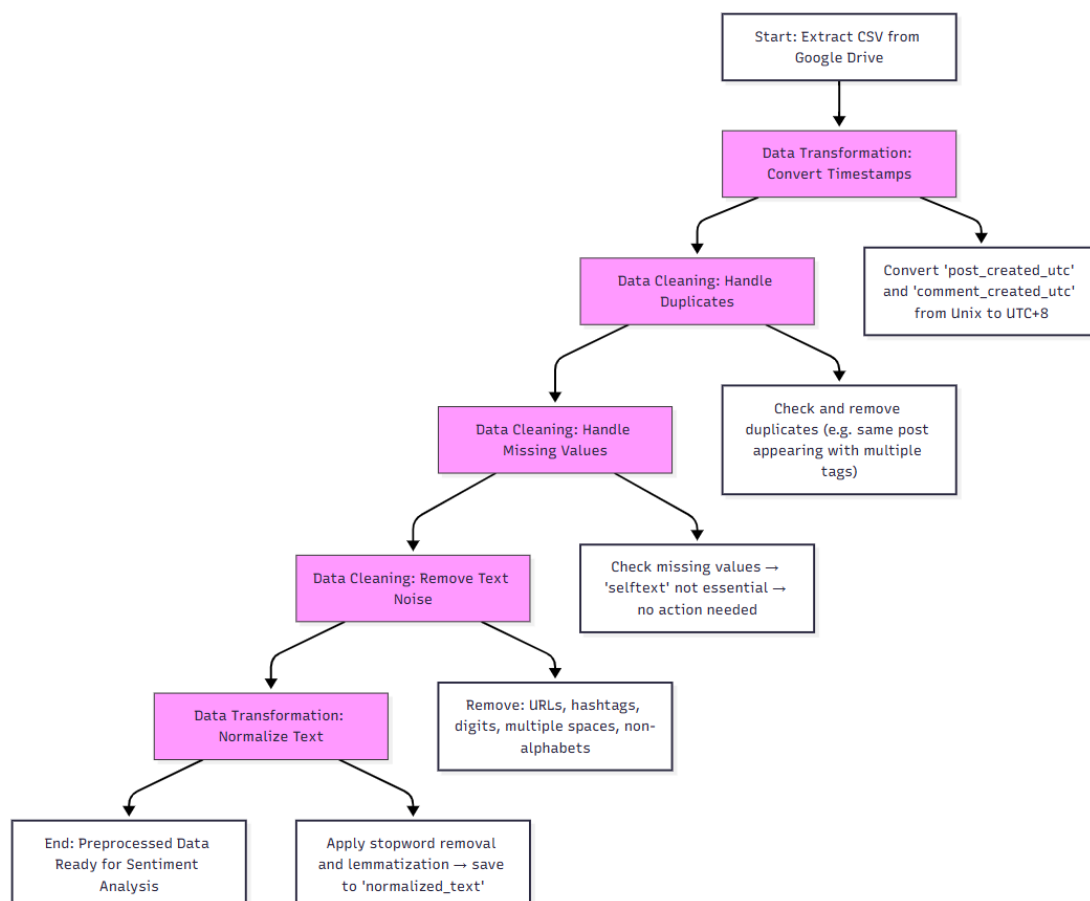 Start: Extract CSV from
Google Drive
Data Transformation:
Convert Timestamps
Data Cleaning: Handle
Duplicates
Convert 'post_created_utc'
and 'comment_created_utc'
from Unix to UTC+8
Data Cleaning: Handle
Missing Values
Check and remove
duplicates (e.g. same post
appearing with multiple
tags)
Data Cleaning: Remove Text
Noise
Check missing values →
'selftext' not essential →
no action needed
Data Transformation:
Normalize Text
Remove: URLs, hashtags,
digits, multiple spaces, non-
alphabets
End: Preprocessed Data
Ready for Sentiment
Analysis
Apply stopword removal
and lemmatization → save
to 'normalized_text'